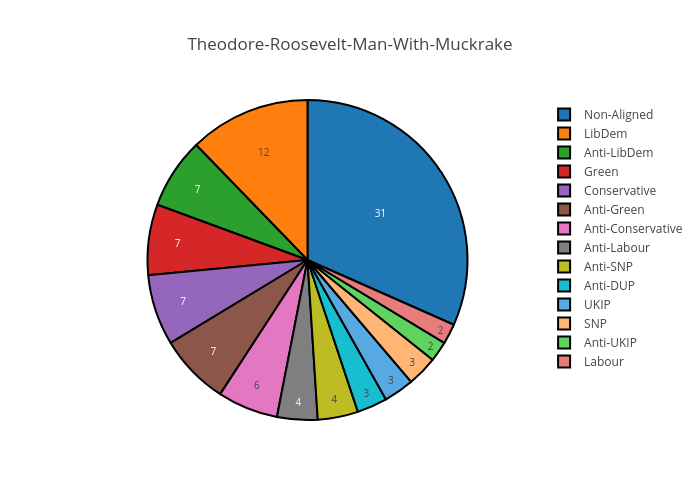 Theodore-Roosevelt-Man-With-Muckrake
31
12
7
7
7
7
6
4
4
3
3
3
2
2
Non-Aligned
LibDem
Anti-LibDem
Green
Conservative
Anti-Green
Anti-Conservative
Anti-Labour
Anti-SNP
Anti-DUP
UKIP
SNP
Anti-UKIP
Labour